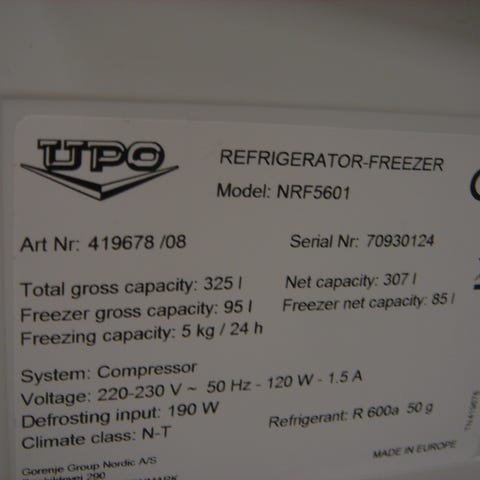 UPO
REFRIGERATOR-FREEZER
Model: NRF5601
Art Nr: 419678 /08
Serial Nr: 70930124
Total gross capacity: 325 l
Net capacity: 307 l
Freezer gross capacity: 95 l
Freezer net capacity: 85 l
Freezing capacity: 5 kg / 24 h
System: Compressor
Voltage: 220-230 V ~ 50 Hz - 120 W - 1.5 A
Defrosting input: 190 W
Refrigerant: R 600a 50 g
Climate class: N-T
MADE IN EUROPE
Gorenje Group Nordic A/S
290
TN419678